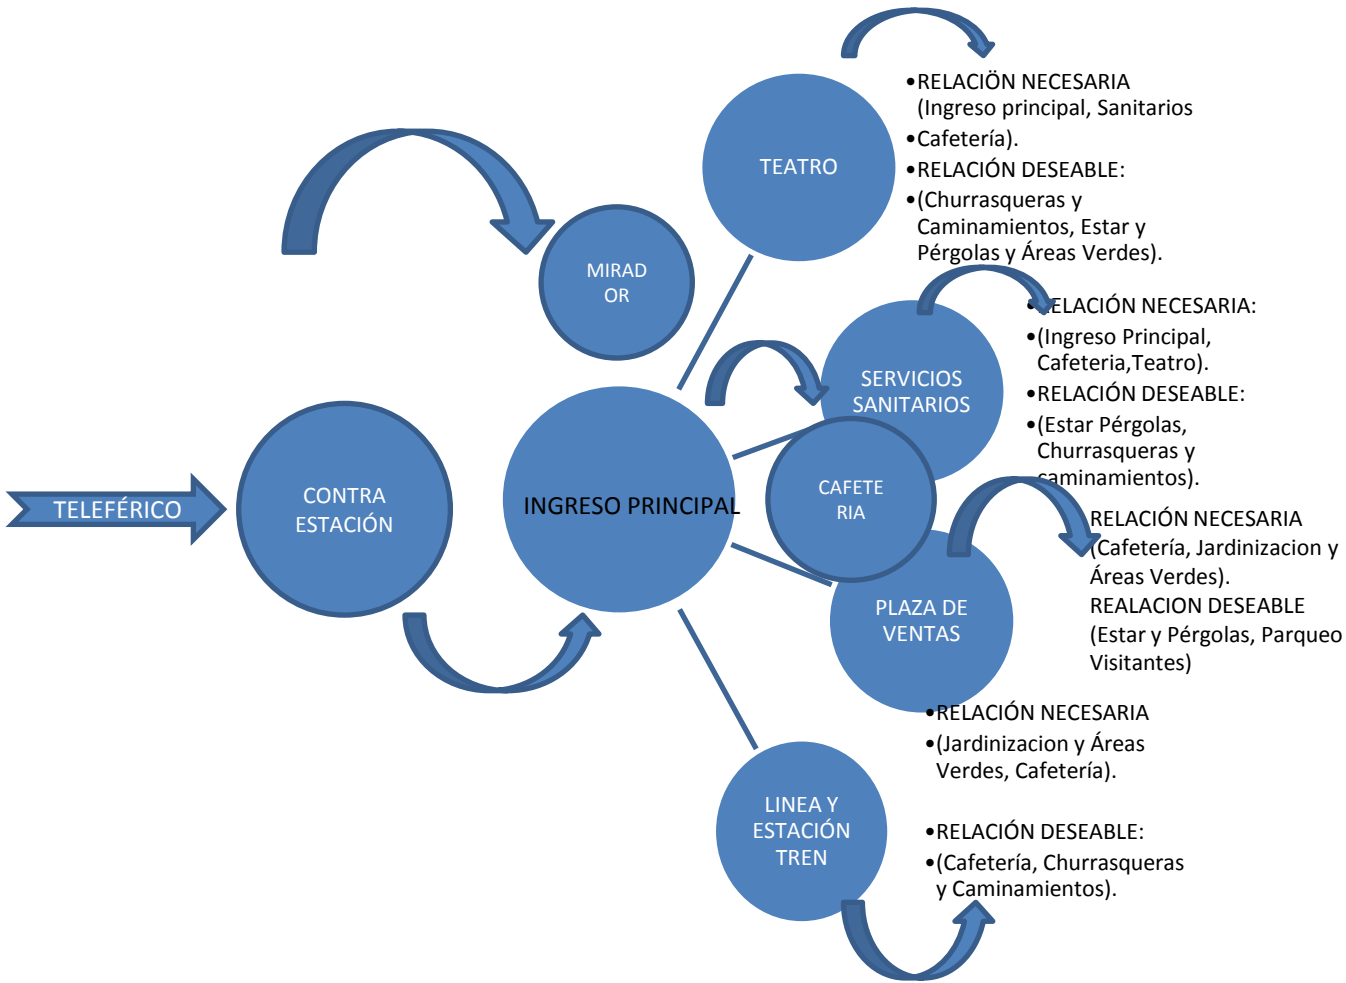 TEATRO
•RELACIÖN NECESARIA
(Ingreso principal, Sanitarios
•Cafetería).
•RELACIÓN DESEABLE:
•(Churrasqueras y
Caminamientos, Estar y
Pérgolas y Áreas Verdes).
MIRAD
OR
SERVICIOS
SANITARIOS
•RELACIÓN NECESARIA:
•(Ingreso Principal,
Cafeteria,Teatro).
•RELACIÓN DESEABLE:
•(Estar Pérgolas,
Churrasqueras y
caminamientos).
TELEFÉRICO
CONTRA
ESTACIÓN
INGRESO PRINCIPAL
CAFETE
RIA
PLAZA DE
VENTAS
RELACIÓN NECESARIA
(Cafetería, Jardinizacion y
Áreas Verdes).
REALACION DESEABLE
(Estar y Pérgolas, Parqueo
Visitantes)
LINEA Y
ESTACIÓN
TREN
•RELACIÓN NECESARIA
•(Jardinizacion y Áreas
Verdes, Cafetería).
•RELACIÓN DESEABLE:
•(Cafetería, Churrasqueras
y Caminamientos).